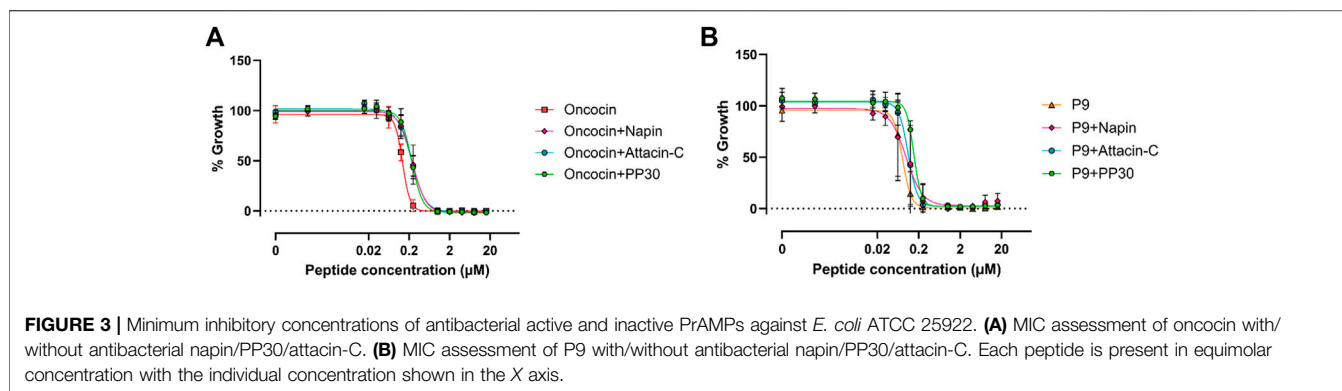 A
B
150
100
50
0
% Growth
0
0.02
0.2
2
20
Peptide concentration (µM)
Oncocin
Oncocin+Napin
Oncocin+Attacin-C
Oncocin+PP30
150
100
50
0
% Growth
0
0.02
0.2
2
20
Peptide concentration (µM)
P9
P9+Napin
P9+Attacin-C
P9+PP30
FIGURE 3 | Minimum inhibitory concentrations of antibacterial active and inactive PrAMPs against E. coli ATCC 25922. (A) MIC assessment of oncocin with/
without antibacterial napin/PP30/attacin-C. (B) MIC assessment of P9 with/without antibacterial napin/PP30/attacin-C. Each peptide is present in equimolar
concentration with the individual concentration shown in the X axis.